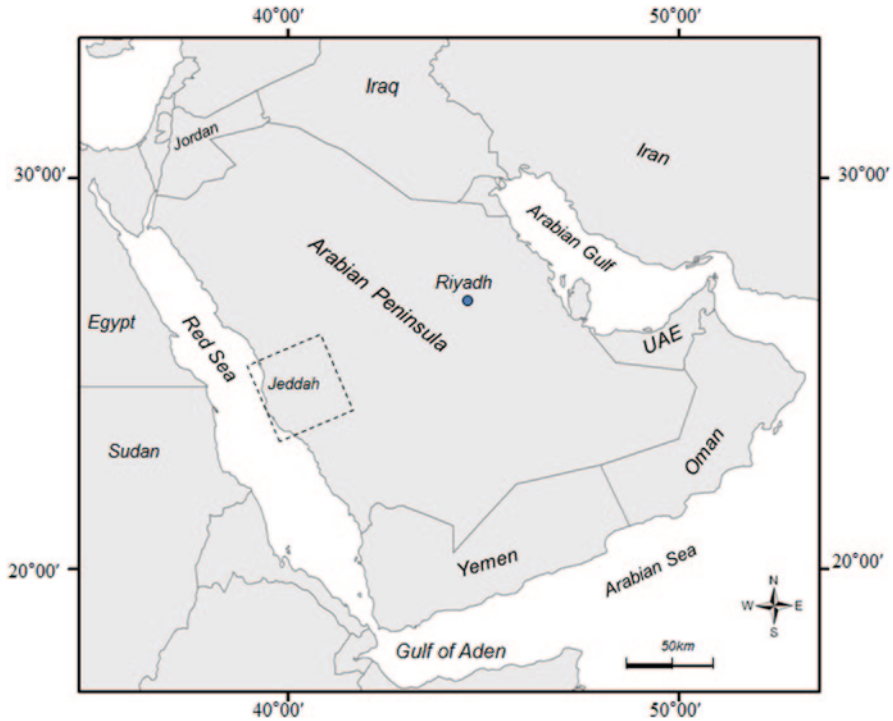 40°00′
50°00′
Iraq
Jordan
Iran
30°00′
30°00′
Arabian Gulf
Arabian Peninsula
Riyadh
Egypt
Red Sea
UAE
Jeddah
Sudan
Oman
Yemen
Arabian Sea
20°00′
20°00′
N
W E
S
Gulf of Aden
50km
40°00′
50°00′